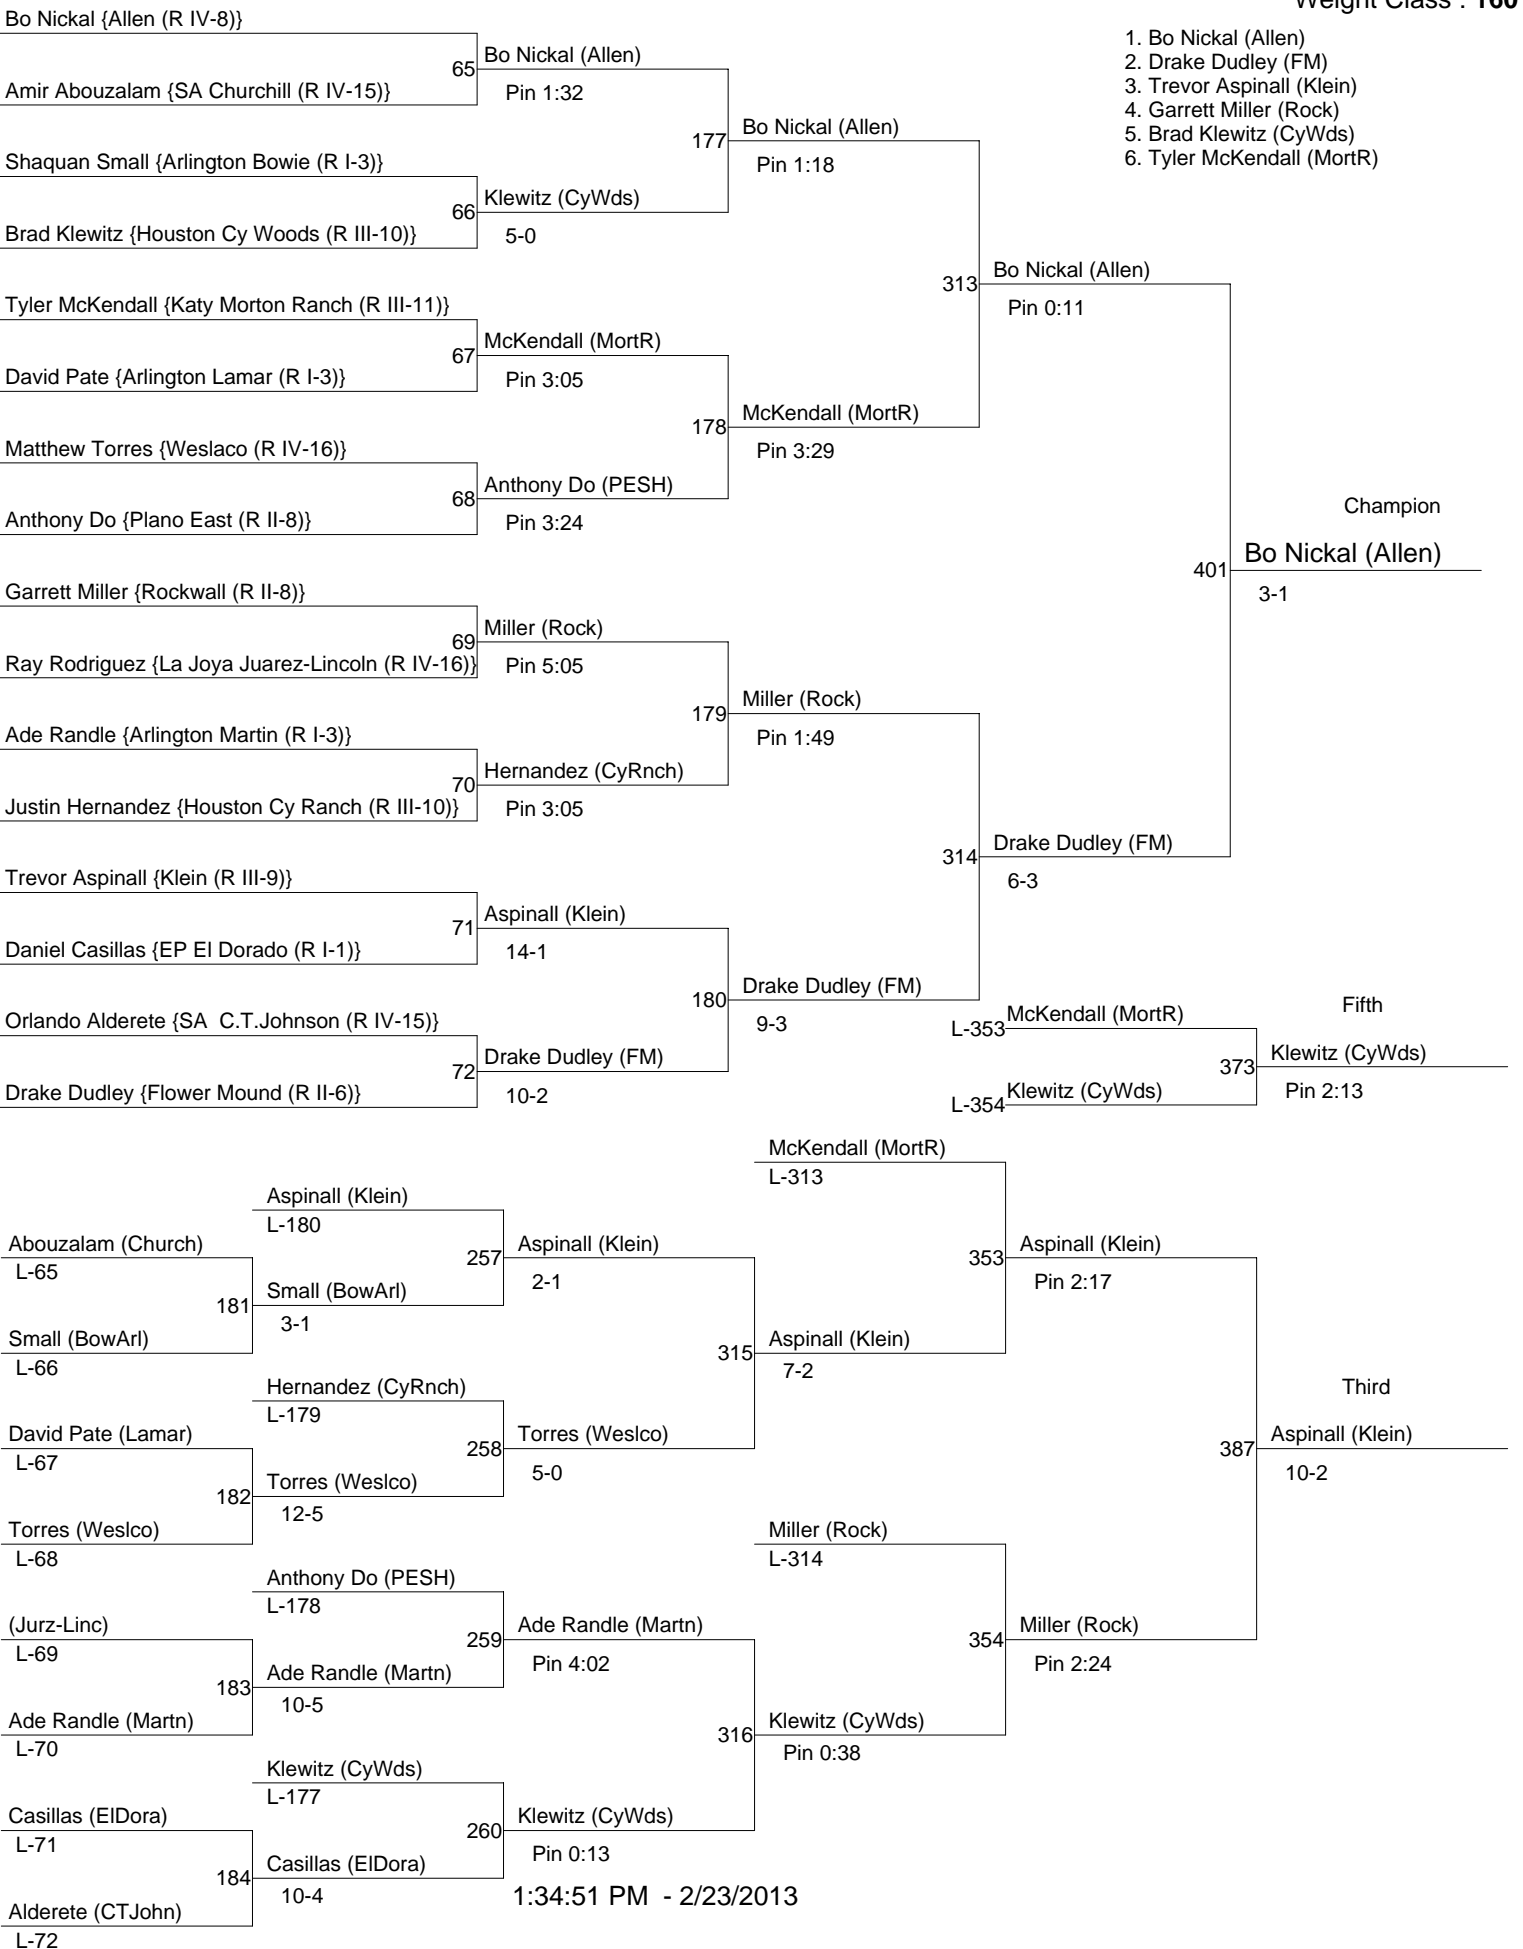 Weight Class : 160
1. Bo Nickal (Allen)
2. Drake Dudley (FM)
3. Trevor Aspinall (Klein)
4. Garrett Miller (Rock)
5. Brad Klewitz (CyWds)
6. Tyler McKendall (MortR)
Bo Nickal {Allen (R IV-8)}
65
Amir Abouzalam {SA Churchill (R IV-15)}
Bo Nickal (Allen)
Pin 1:32
Shaquan Small {Arlington Bowie (R I-3)}
66
Brad Klewitz {Houston Cy Woods (R III-10)}
Klewitz (CyWds)
5-0
Tyler McKendall {Katy Morton Ranch (R III-11)}
67
David Pate {Arlington Lamar (R I-3)}
McKendall (MortR)
Pin 3:05
Matthew Torres {Weslaco (R IV-16)}
68
Anthony Do {Plano East (R II-8)}
Anthony Do (PESH)
Pin 3:24
Garrett Miller {Rockwall (R II-8)}
69
Ray Rodriguez {La Joya Juarez-Lincoln (R IV-16)}
Miller (Rock)
Pin 5:05
Ade Randle {Arlington Martin (R I-3)}
70
Justin Hernandez {Houston Cy Ranch (R III-10)}
Hernandez (CyRnch)
Pin 3:05
Trevor Aspinall {Klein (R III-9)}
71
Daniel Casillas {EP El Dorado (R I-1)}
Aspinall (Klein)
14-1
Orlando Alderete {SA  C.T.Johnson (R IV-15)}
72
Drake Dudley {Flower Mound (R II-6)}
Drake Dudley (FM)
10-2
177
Bo Nickal (Allen)
Pin 1:18
178
McKendall (MortR)
Pin 3:29
179
Miller (Rock)
Pin 1:49
180
Drake Dudley (FM)
9-3
313
Bo Nickal (Allen)
Pin 0:11
314
Drake Dudley (FM)
6-3
Champion
401
Bo Nickal (Allen)
3-1
L-353
McKendall (MortR)
L-354
Klewitz (CyWds)
373
Fifth
Klewitz (CyWds)
Pin 2:13
Abouzalam (Church)
L-65
181
Small (BowArl)
L-66
David Pate (Lamar)
L-67
182
Torres (Weslco)
L-68
(Jurz-Linc)
L-69
183
Ade Randle (Martn)
L-70
Casillas (ElDora)
L-71
184
Alderete (CTJohn)
L-72
Aspinall (Klein)
L-180
257
Small (BowArl)
3-1
Hernandez (CyRnch)
L-179
258
Torres (Weslco)
12-5
Anthony Do (PESH)
L-178
259
Ade Randle (Martn)
10-5
Klewitz (CyWds)
L-177
260
Casillas (ElDora)
10-4
Aspinall (Klein)
2-1
315
Torres (Weslco)
5-0
Ade Randle (Martn)
Pin 4:02
316
Klewitz (CyWds)
Pin 0:13
McKendall (MortR)
L-313
353
Aspinall (Klein)
7-2
Miller (Rock)
L-314
354
Klewitz (CyWds)
Pin 0:38
Aspinall (Klein)
Pin 2:17
387
Miller (Rock)
Pin 2:24
Third
Aspinall (Klein)
10-2
1:34:51 PM  - 2/23/2013